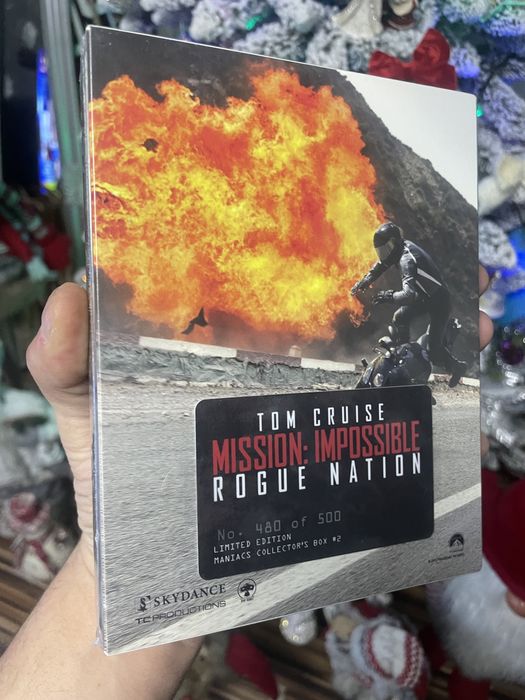 TOM CRUISE
MISSION: IMPOSSIBLE
ROGUE NATION
No. 480 of 500
LIMITED EDITION
MANIACS COLLECTOR'S BOX #2
SKYDANCE
TC PRODUCTIONS